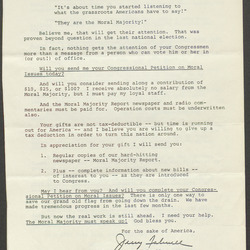 "It's about time you started listening to
what the grassroots Americans have to say!"
"They are the Moral Majority!"
Believe me, that will get their attention. That was
proven beyond question in the last national election.
In fact, nothing gets the attention of your Congressmen
more than a message from a person who can vote him or her in
(or out!) of office.
Will you send me your Congressional Petition on Moral
Issues today?
And will you consider sending along a contribution of
$10, $25, or $100? I receive absolutely no salary from the
Moral Majority, but I must pay my loyal staff.
And the Moral Majority Report newspaper and radio com-
mentaries must be paid for. Operation costs must be underwritten
also.
Your gifts are not tax-deductible -- but time is running
out for America -- and I believe you are willing to give up a
tax deduction in order to turn this nation around.
In appreciation for your gift I will send you:
1. Regular copies of our hard-hitting
newspaper -- Moral Majority Report.
2. Plus -- complete information about new bills
of interest to you -- as they are introduced
to Congress.
May I hear from you? And will you complete your Congres-
sional Petition on Moral Issues? There is only one way to
save our grand old flag from going down the drain. We have
made tremendous progress in the last few months.
But now the real work is still ahead. I need your help.
The Moral Majority must speak up! God bless you.
For the sake of America,
Jerry Falwell